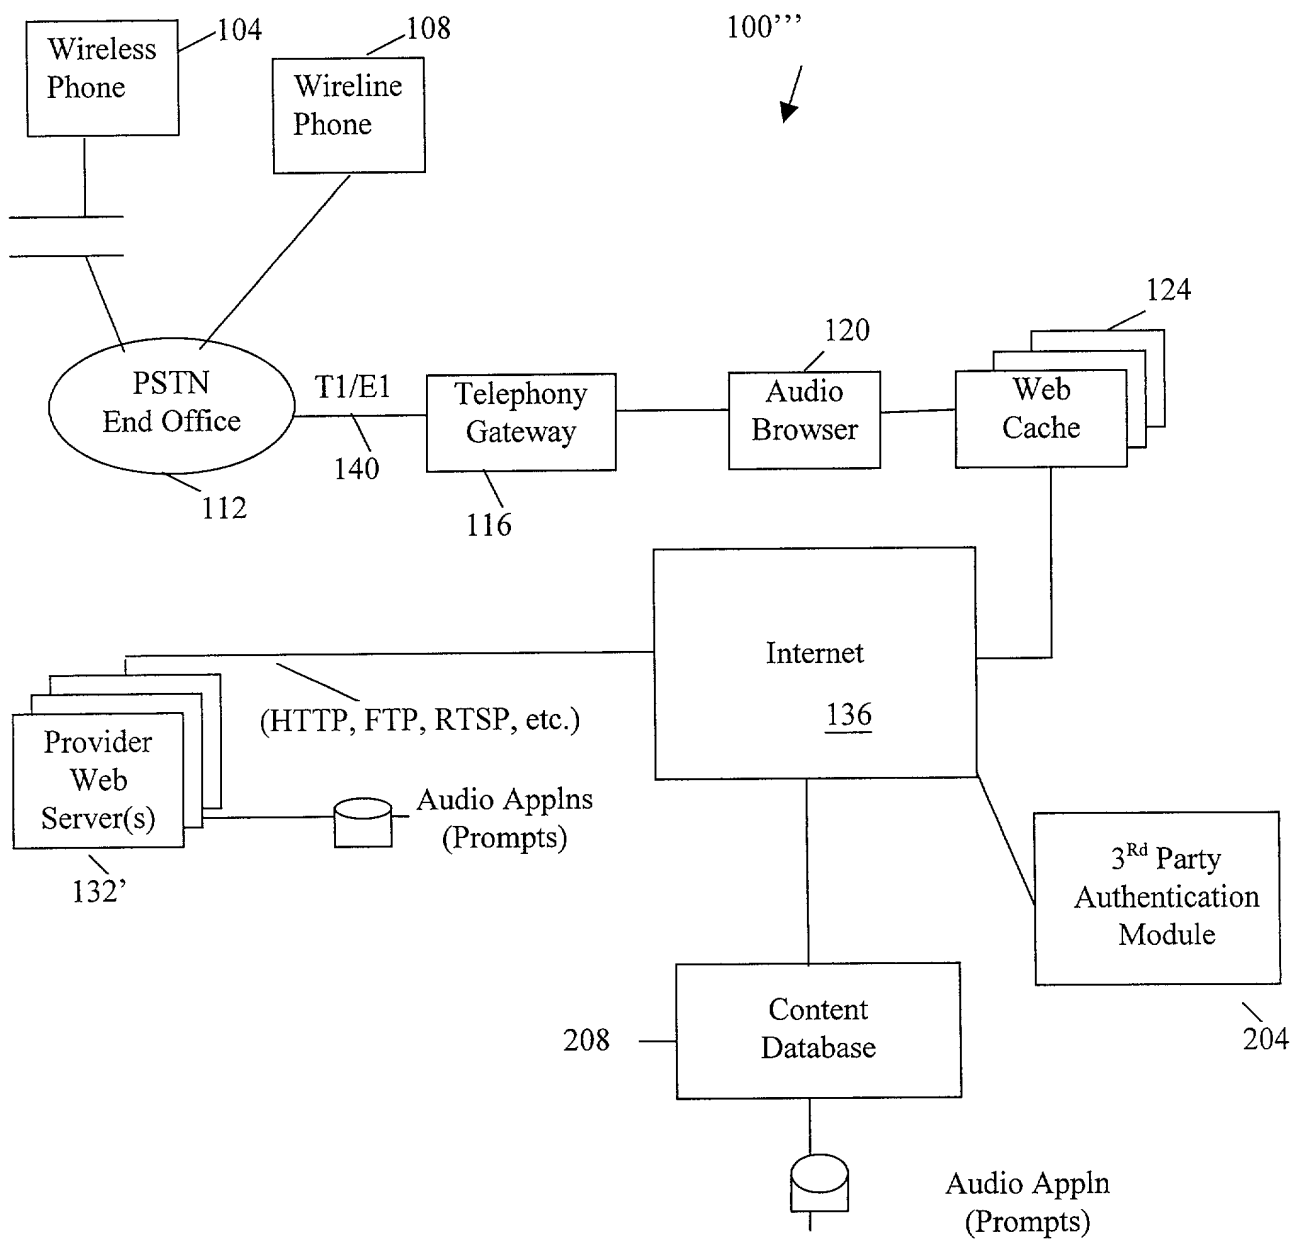 104
Wireless
Phone
108
Wireline
Phone
100’’’
124
120
PSTN
End Office
T1/E1
Telephony
Gateway
Audio
Browser
Web
Cache
140
112
116
Internet
136
(HTTP, FTP, RTSP, etc.)
Provider
Web
Server(s)
Audio Applns
(Prompts)
132’
3Rd Party
Authentication
Module
Content
Database
208
204
Audio Appln
(Prompts)